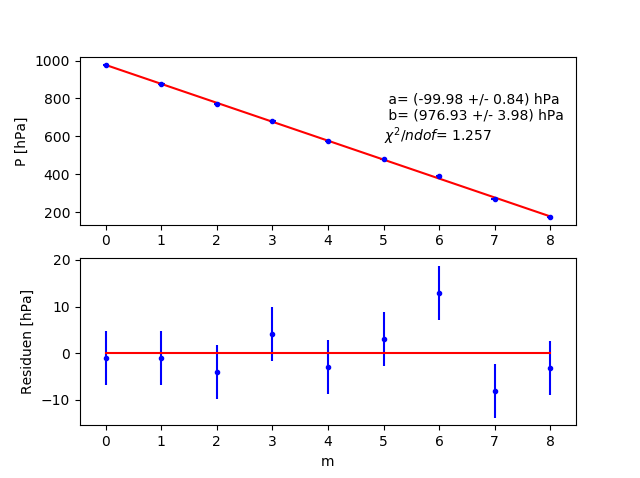 1000
800
600
400
200
P [hPa]
a= (-99.98 +/- 0.84) hPa
b= (976.93 +/- 3.98) hPa
χ²/ndof= 1.257
0 1 2 3 4 5 6 7 8
20
10
0
−10
Residuen [hPa]
0 1 2 3 4 5 6 7 8
m